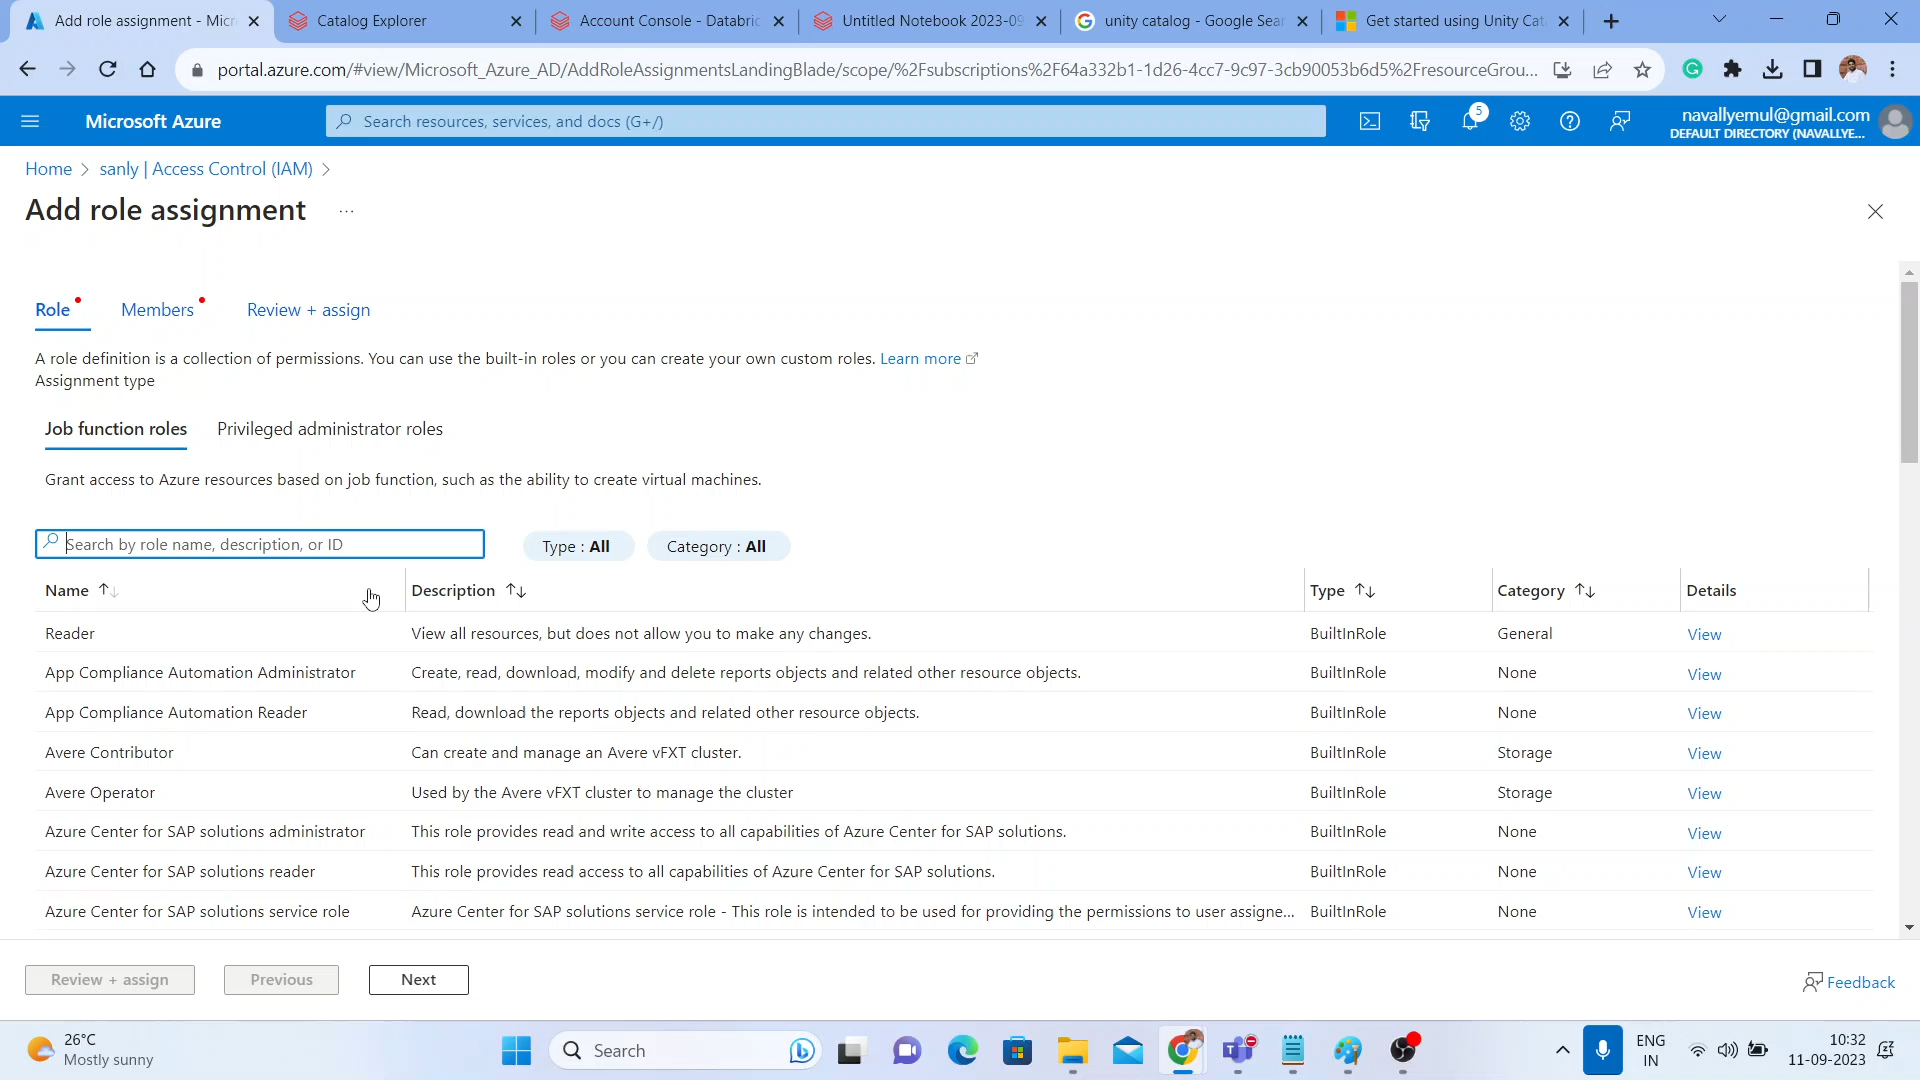 Add role assignment - Micr
Catalog Explorer
Account Console - Databric
Untitled Notebook 2023-09
unity catalog - Google Sear
Get started using Unity Cat
portal.azure.com/#view/Microsoft_Azure_AD/AddRoleAssignmentsLandingBlade/scope/%2Fsubscriptions%2F64a332b1-1d26-4cc7-9c97-3cb90053b6d5%2FresourceGrou...
Microsoft Azure
Search resources, services, and docs (G+/)
5
navallyemul@gmail.com
DEFAULT DIRECTORY (NAVALLYE...
Home > sanly | Access Control (IAM) >
Add role assignment ...
Role
Members
Review + assign
A role definition is a collection of permissions. You can use the built-in roles or you can create your own custom roles. Learn more
Assignment type
Job function roles
Privileged administrator roles
Grant access to Azure resources based on job function, such as the ability to create virtual machines.
Search by role name, description, or ID
Type : All
Category : All
Name ↑↓ Description ↑↓ Type ↑↓ Category ↑↓ Details
Reader View all resources, but does not allow you to make any changes. BuiltInRole General View
App Compliance Automation Administrator Create, read, download, modify and delete reports objects and related other resource objects. BuiltInRole None View
App Compliance Automation Reader Read, download the reports objects and related other resource objects. BuiltInRole None View
Avere Contributor Can create and manage an Avere vFXT cluster. BuiltInRole Storage View
Avere Operator Used by the Avere vFXT cluster to manage the cluster BuiltInRole Storage View
Azure Center for SAP solutions administrator This role provides read and write access to all capabilities of Azure Center for SAP solutions. BuiltInRole None View
Azure Center for SAP solutions reader This role provides read access to all capabilities of Azure Center for SAP solutions. BuiltInRole None View
Azure Center for SAP solutions service role Azure Center for SAP solutions service role - This role is intended to be used for providing the permissions to user assigne... BuiltInRole None View
Review + assign
Previous
Next
Feedback
26°C
Mostly sunny
Search
ENG
IN
10:32
11-09-2023